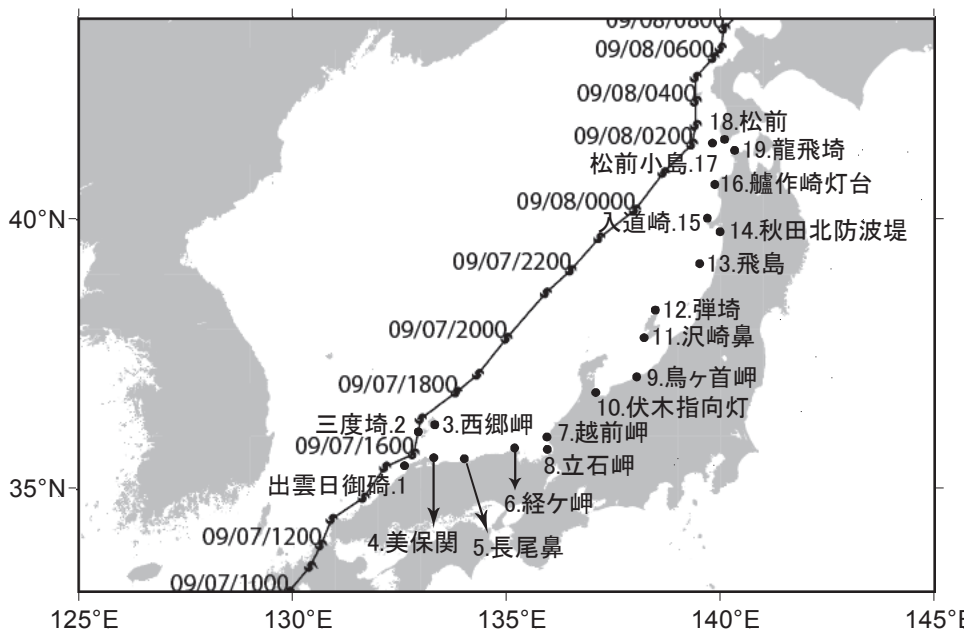 09/08/0800
09/08/0600
09/08/0400
18.松前
09/08/0200
19.龍飛埼
松前小島.17
16.艫作崎灯台
09/08/0000
40°N
入道崎.15
14.秋田北防波堤
09/07/2200
13.飛島
12.弾埼
09/07/2000
11.沢崎鼻
09/07/1800
9.鳥ヶ首岬
10.伏木指向灯
三度埼.2
3.西郷岬
7.越前岬
09/07/1600
8.立石岬
出雲日御碕.1
35°N
6.経ケ岬
09/07/1200
4.美保関
5.長尾鼻
09/07/1000
125°E
130°E
135°E
140°E
145°E